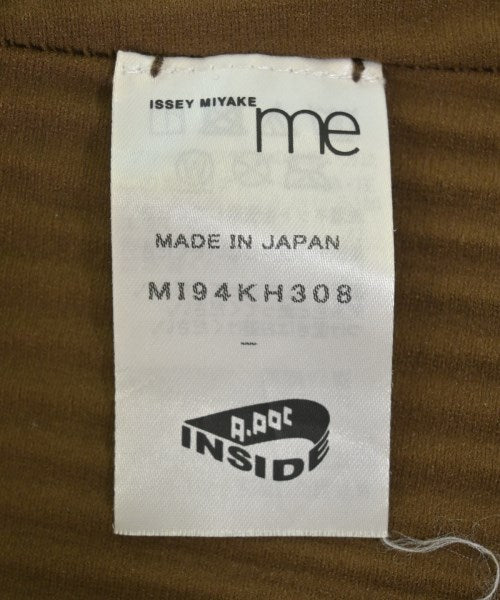 ISSEY MIYAKE
me
MADE IN JAPAN
MI94KH308
A.POC
INSIDE